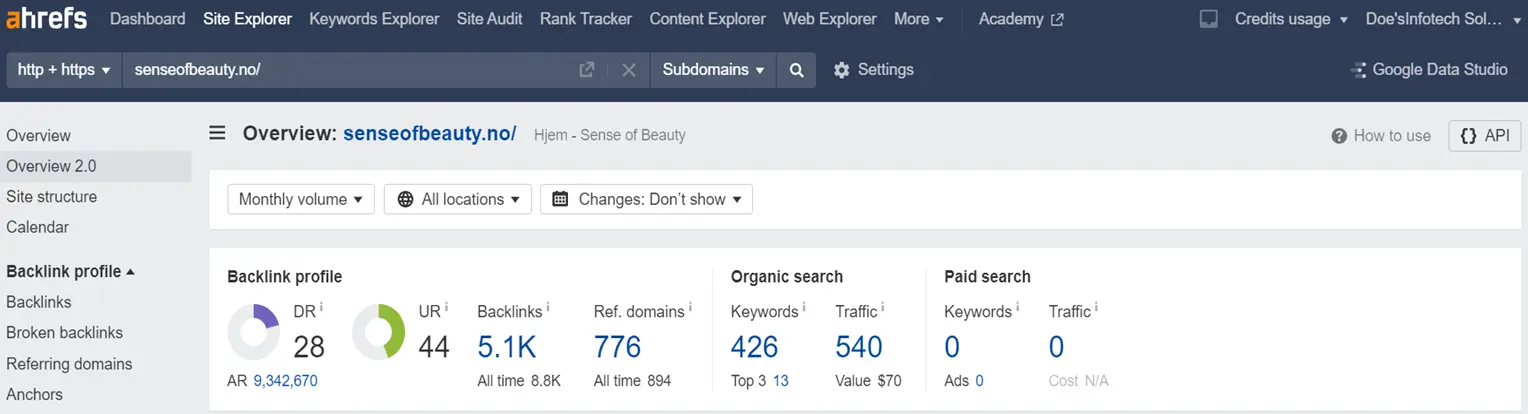 ahrefs Dashboard Site Explorer Keywords Explorer Site Audit Rank Tracker Content Explorer Web Explorer More Academy Credits usage Doe'sInfotech Sol…
http + https senseofbeauty.no/ Subdomains Settings Google Data Studio
Overview
Overview 2.0
Site structure
Calendar
Backlink profile
Backlinks
Broken backlinks
Referring domains
Anchors
Overview: senseofbeauty.no/ Hjem - Sense of Beauty How to use {} API
Monthly volume All locations Changes: Don't show
Backlink profile Organic search Paid search
DR i UR i Backlinks i Ref. domains i Keywords i Traffic i Keywords i Traffic i
28 44 5.1K 776 426 540 0 0
AR 9,342,670 All time 8.8K All time 894 Top 3 13 Value $70 Ads 0 Cost N/A